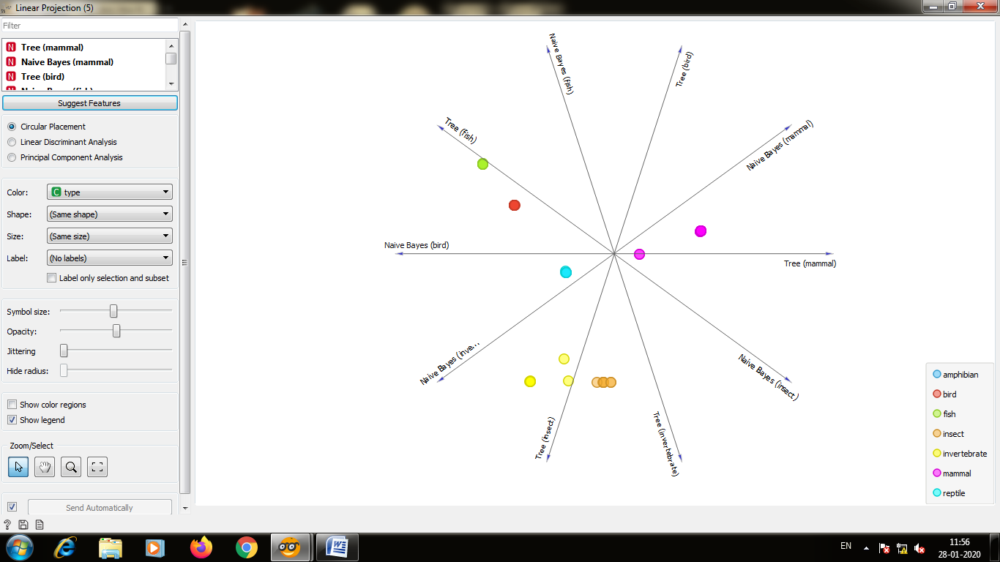 Linear Projection (5)
Filter
N Tree (mammal)
N Naive Bayes (mammal)
N Tree (bird)
Suggest Features
Circular Placement
Linear Discriminant Analysis
Principal Component Analysis
Color: C type
Shape: (Same shape)
Size: (Same size)
Label: (No labels)
Label only selection and subset
Symbol size:
Opacity:
Jittering
Hide radius:
Show color regions
Show legend
Zoom/Select
Send Automatically
Naive Bayes (fish)
Tree (bird)
Tree (fish)
Naive Bayes (mammal)
Naive Bayes (bird)
Tree (mammal)
Naive Bayes (inve...
Naive Bayes (insect)
Tree (insect)
Tree (invertebrate)
amphibian
bird
fish
insect
invertebrate
mammal
reptile
EN
11:56
28-01-2020